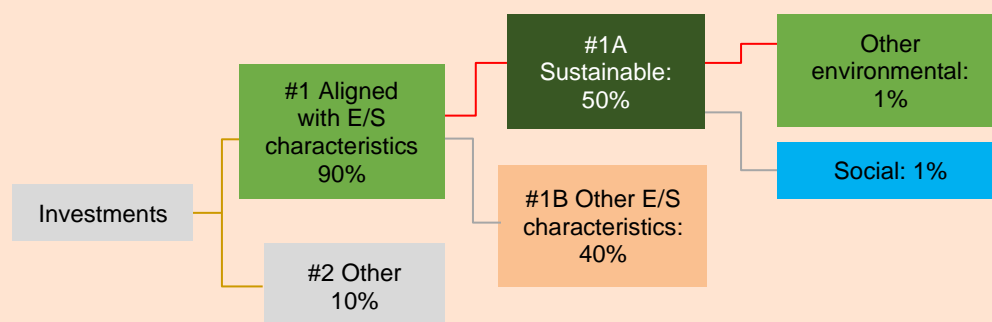 Investments
#1 Aligned
with E/S
characteristics
90%
#2 Other
10%
#1A
Sustainable:
50%
#1B Other E/S
characteristics:
40%
Other
environmental:
1%
Social: 1%